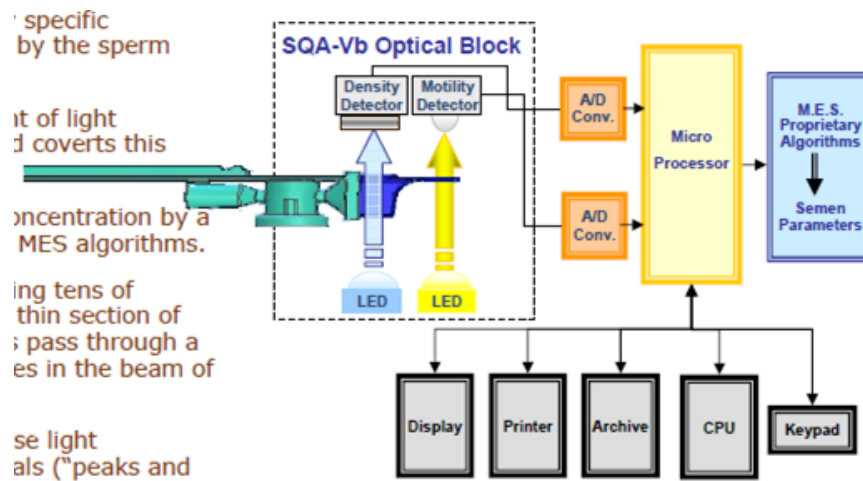 specific
by the sperm
nt of light
d coverts this
oncentration by a
MES algorithms.
ing tens of
thin section of
s pass through a
es in the beam of
se light
als ("peaks and
SQA-Vb Optical Block
Density
Detector
Motility
Detector
LED
LED
A/D
Conv.
A/D
Conv.
Micro
Processor
M.E.S.
Proprietary
Algorithms
Semen
Parameters
Display
Printer
Archive
CPU
Keypad